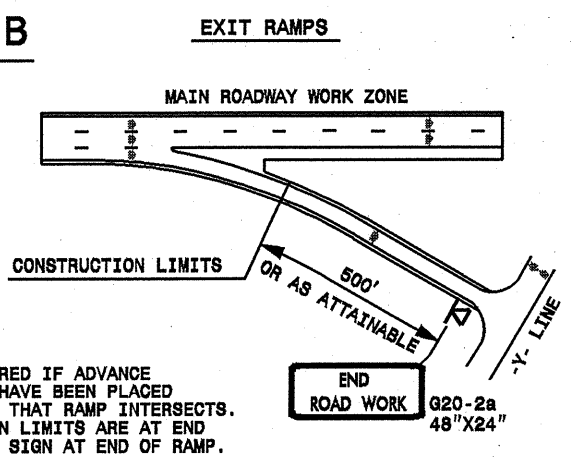 B
EXIT RAMPS
MAIN ROADWAY WORK ZONE
CONSTRUCTION LIMITS
500'
OR AS ATTAINABLE
-Y- LINE
END
ROAD WORK
G20-2a
48"X24"
RED IF ADVANCE
HAVE BEEN PLACED
THAT RAMP INTERSECTS.
N LIMITS ARE AT END
SIGN AT END OF RAMP.